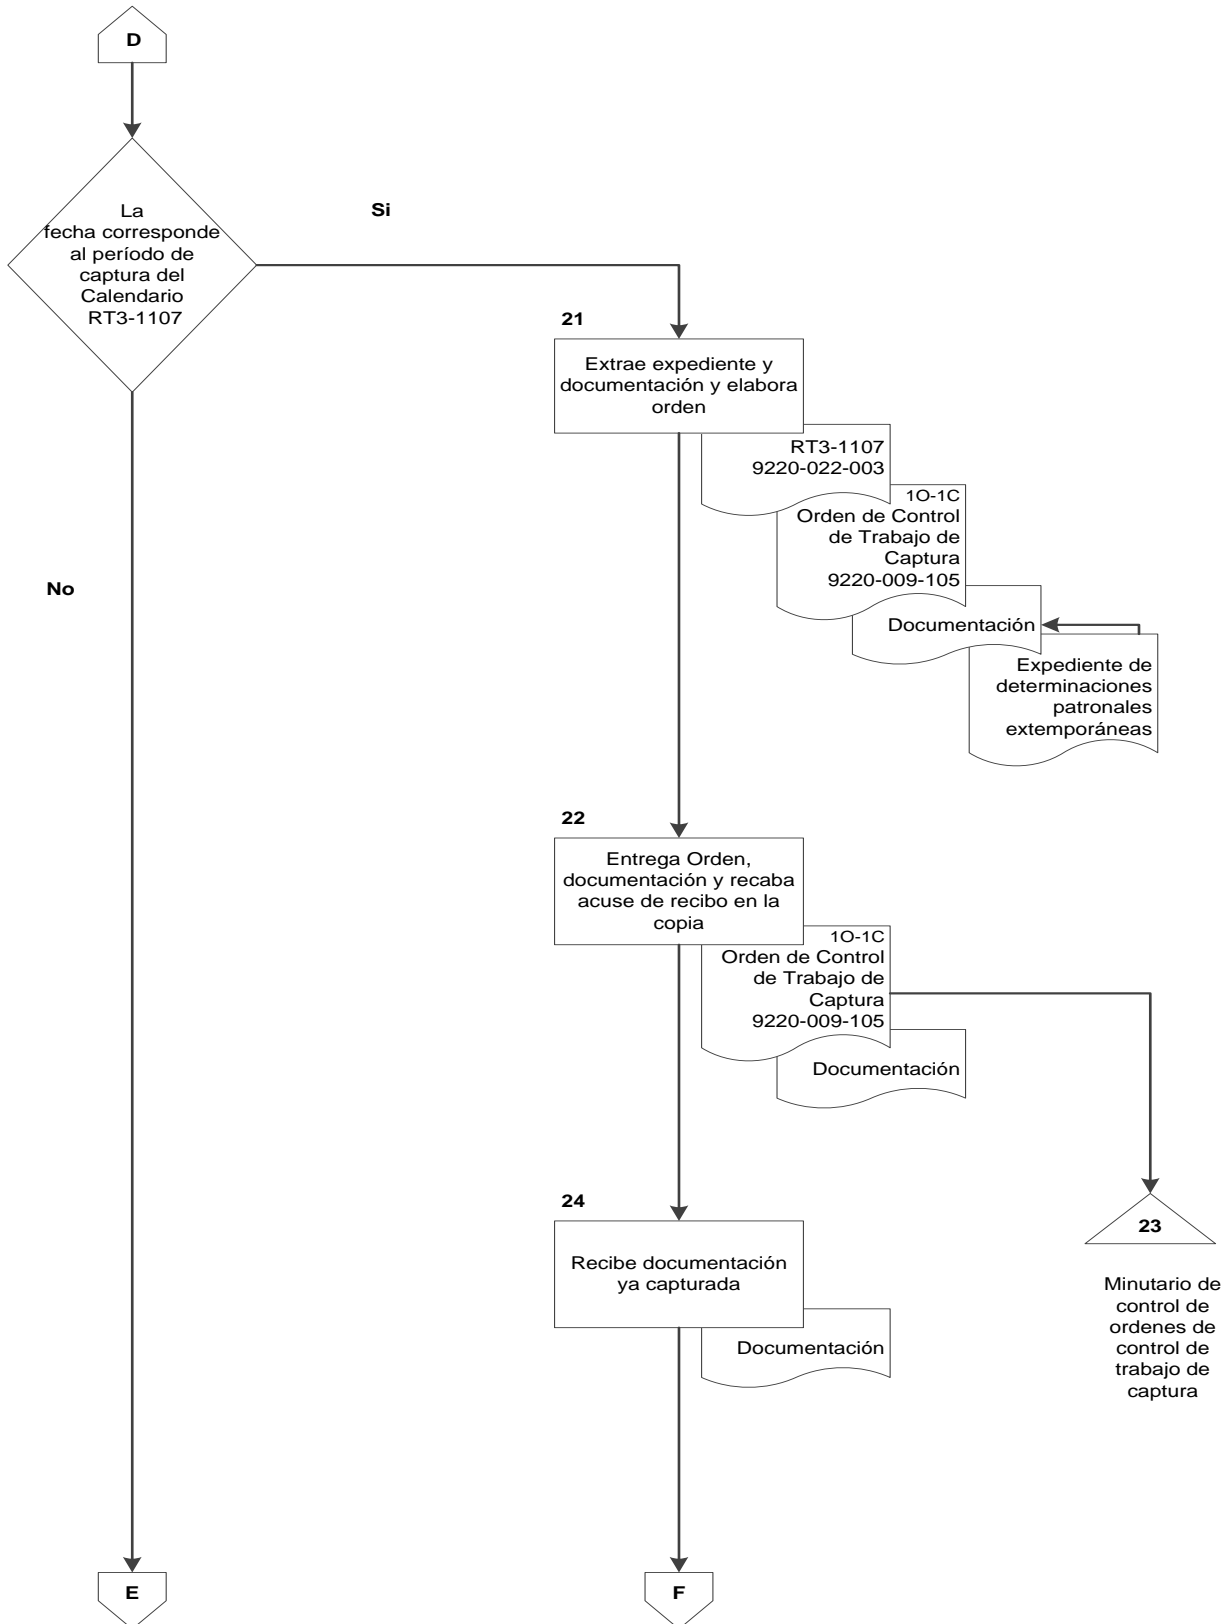 D
La
fecha corresponde
al período de
captura del
Calendario
RT3-1107
Si
No
21
Extrae expediente y
documentación y elabora
orden
RT3-1107
9220-022-003
1O-1C
Orden de Control
de Trabajo de
Captura
9220-009-105
Documentación
Expediente de
determinaciones
patronales
extemporáneas
22
Entrega Orden,
documentación y recaba
acuse de recibo en la
copia
1O-1C
Orden de Control
de Trabajo de
Captura
9220-009-105
Documentación
23
Minutario de
control de
ordenes de
control de
trabajo de
captura
24
Recibe documentación
ya capturada
Documentación
E
F